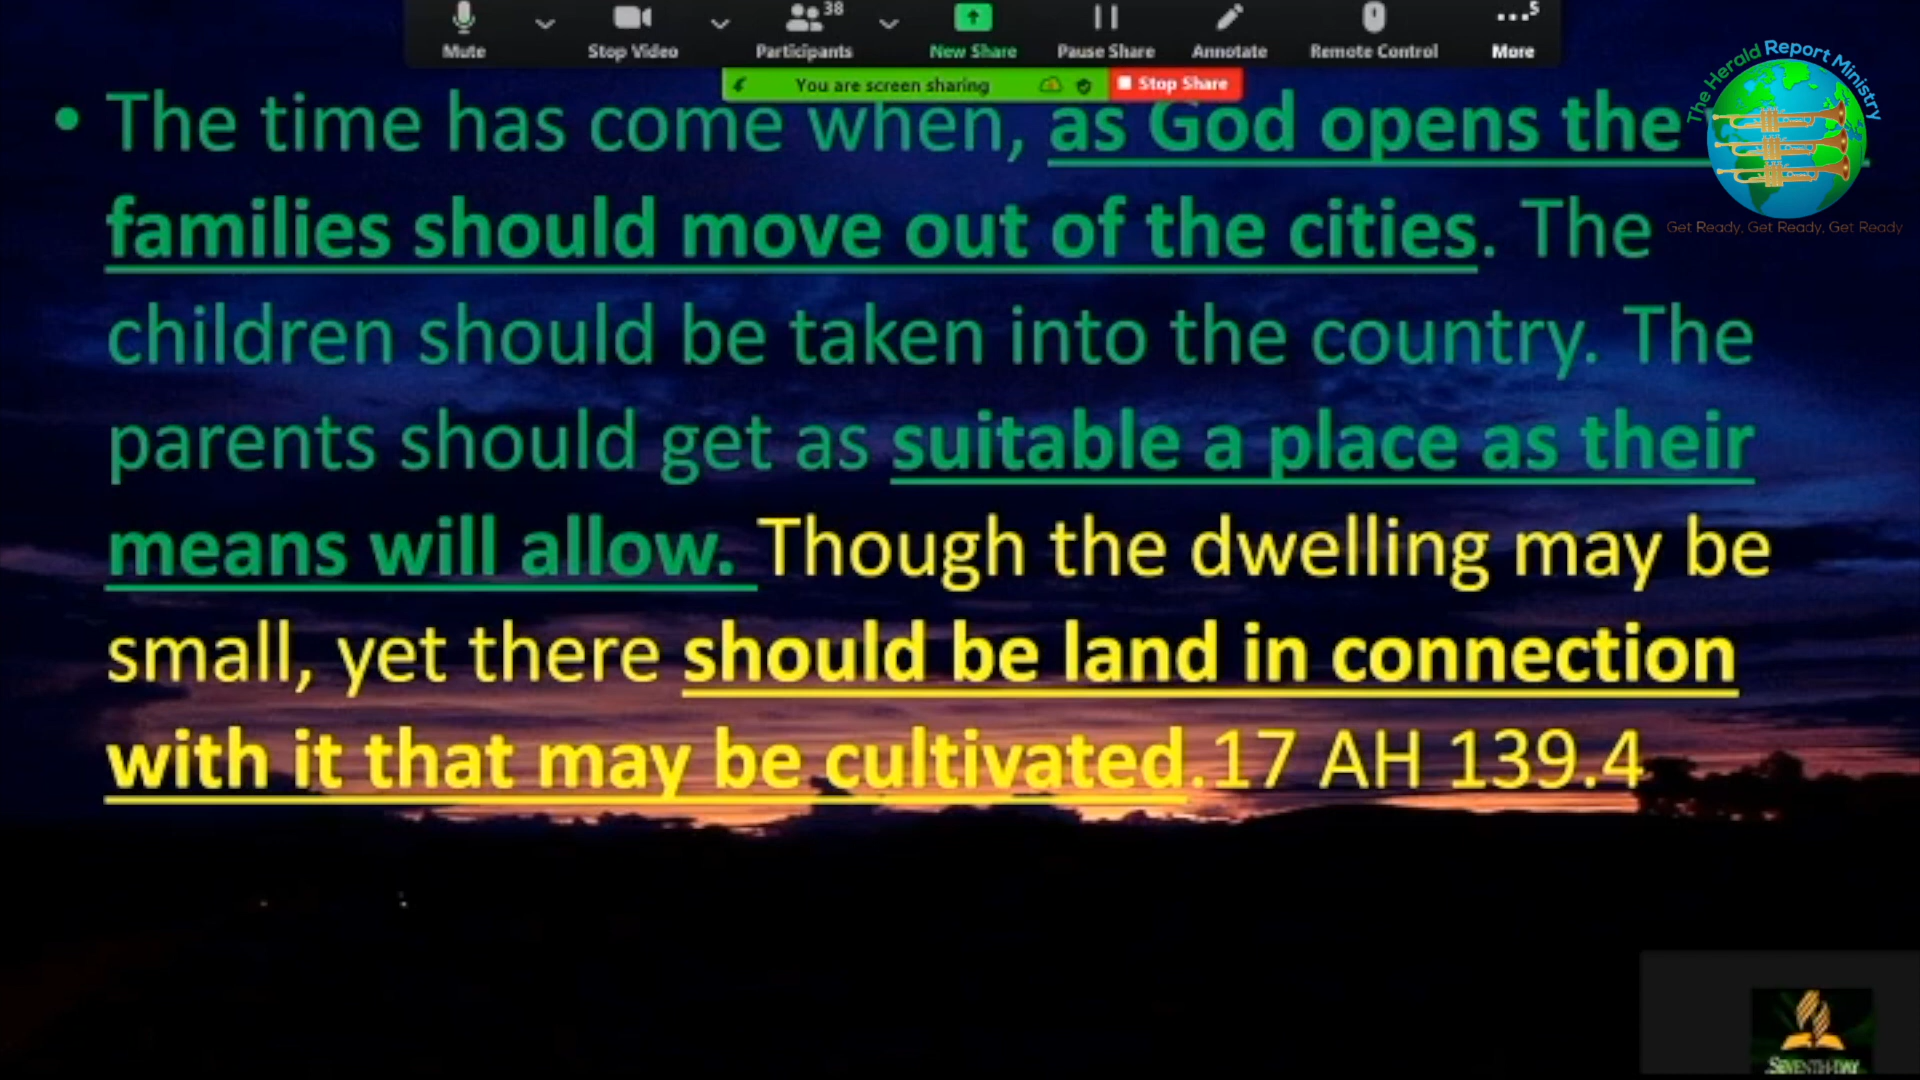 Mute
Stop Video
Participants
38
New Share
Pause Share
Annotate
Remote Control
More
5
You are screen sharing
Stop Share
The Herald Report Ministry
Get Ready, Get Ready, Get Ready
• The time has come when, as God opens the
families should move out of the cities. The
children should be taken into the country. The
parents should get as suitable a place as their
means will allow. Though the dwelling may be
small, yet there should be land in connection
with it that may be cultivated.17 AH 139.4
SEVENTH-DAY